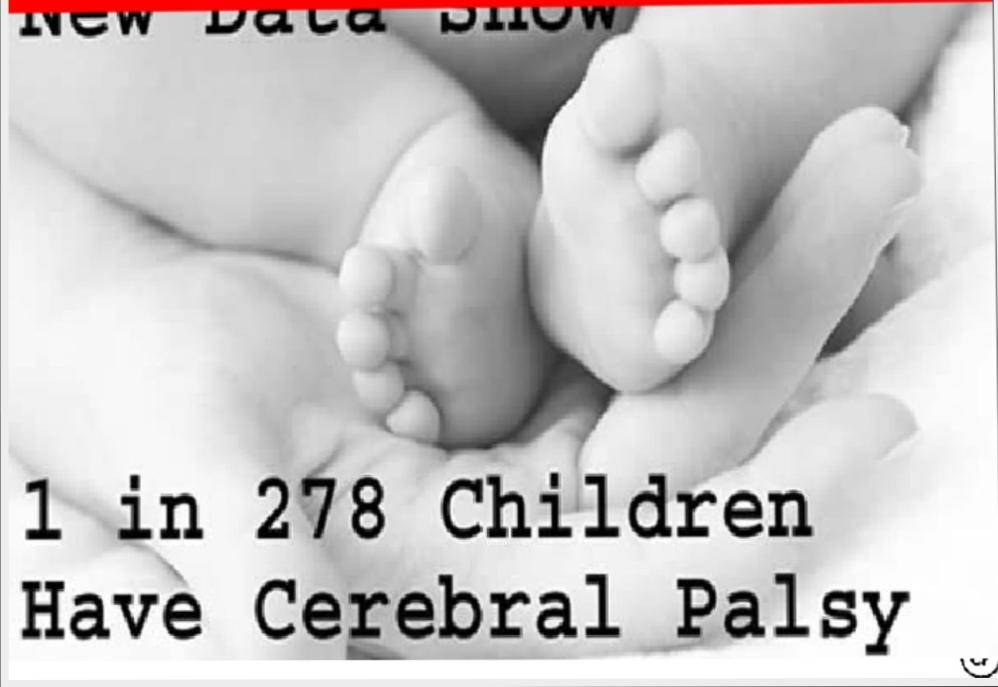 New Data Show
1 in 278 Children
Have Cerebral Palsy